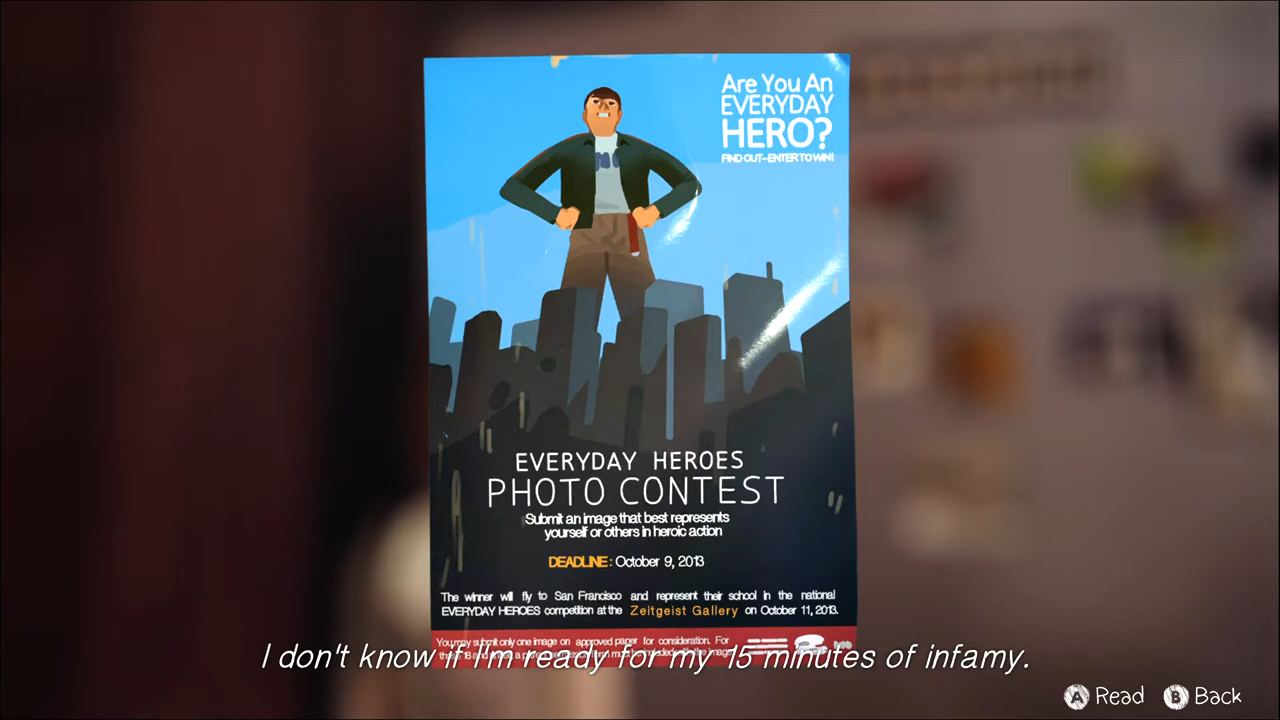 Are You An
EVERYDAY
HERO?
FIND OUT-ENTER TO WIN!
EVERYDAY HEROES
PHOTO CONTEST
Submit an image that best represents
yourself or others in heroic action
DEADLINE: October 9, 2013
The winner will fly to San Francisco and represent their school in the national
EVERYDAY HEROES competition at the Zeitgeist Gallery on October 11, 2013.
You may submit only one image on approved paper for consideration. For
I don't know if I'm ready for my 15 minutes of infamy.
A Read B Back